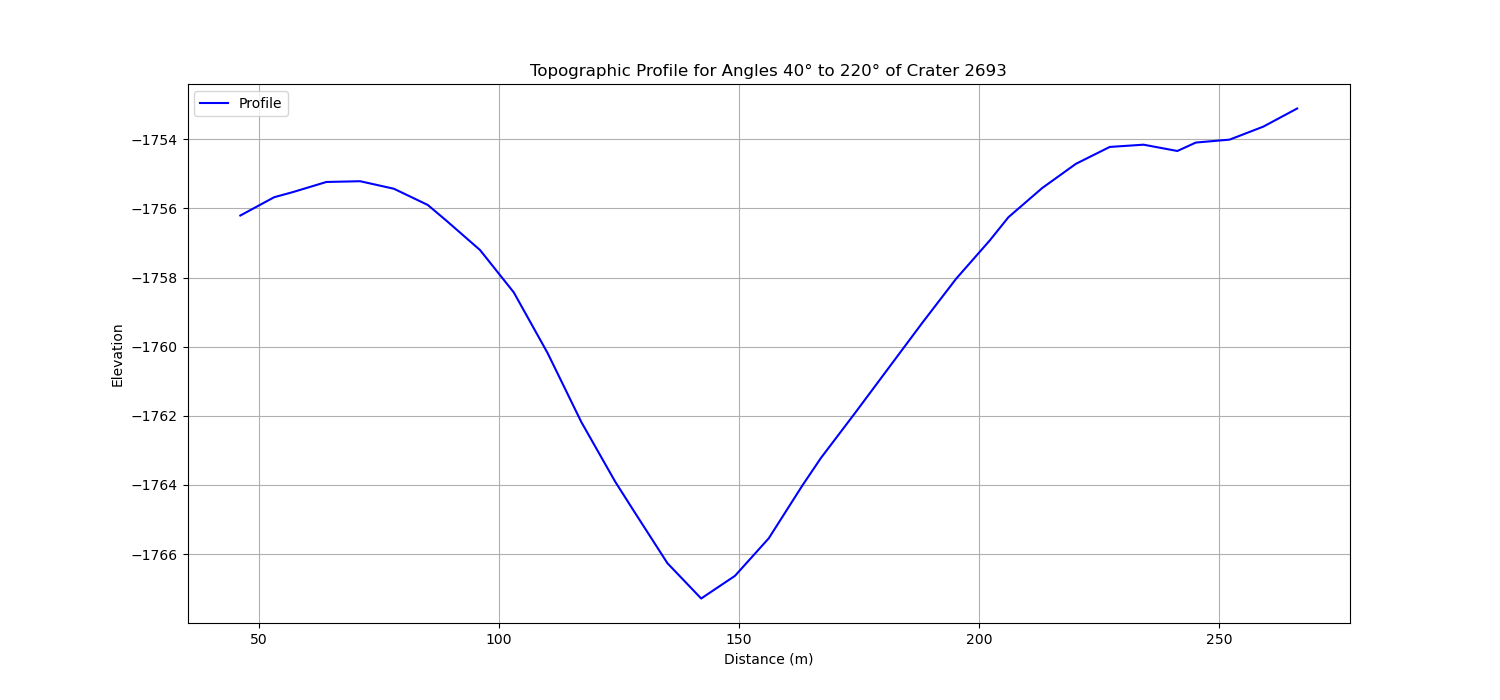 Topographic Profile for Angles 40° to 220° of Crater 2693
Profile
−1754
−1756
−1758
−1760
−1762
−1764
−1766
Elevation
50 100 150 200 250
Distance (m)